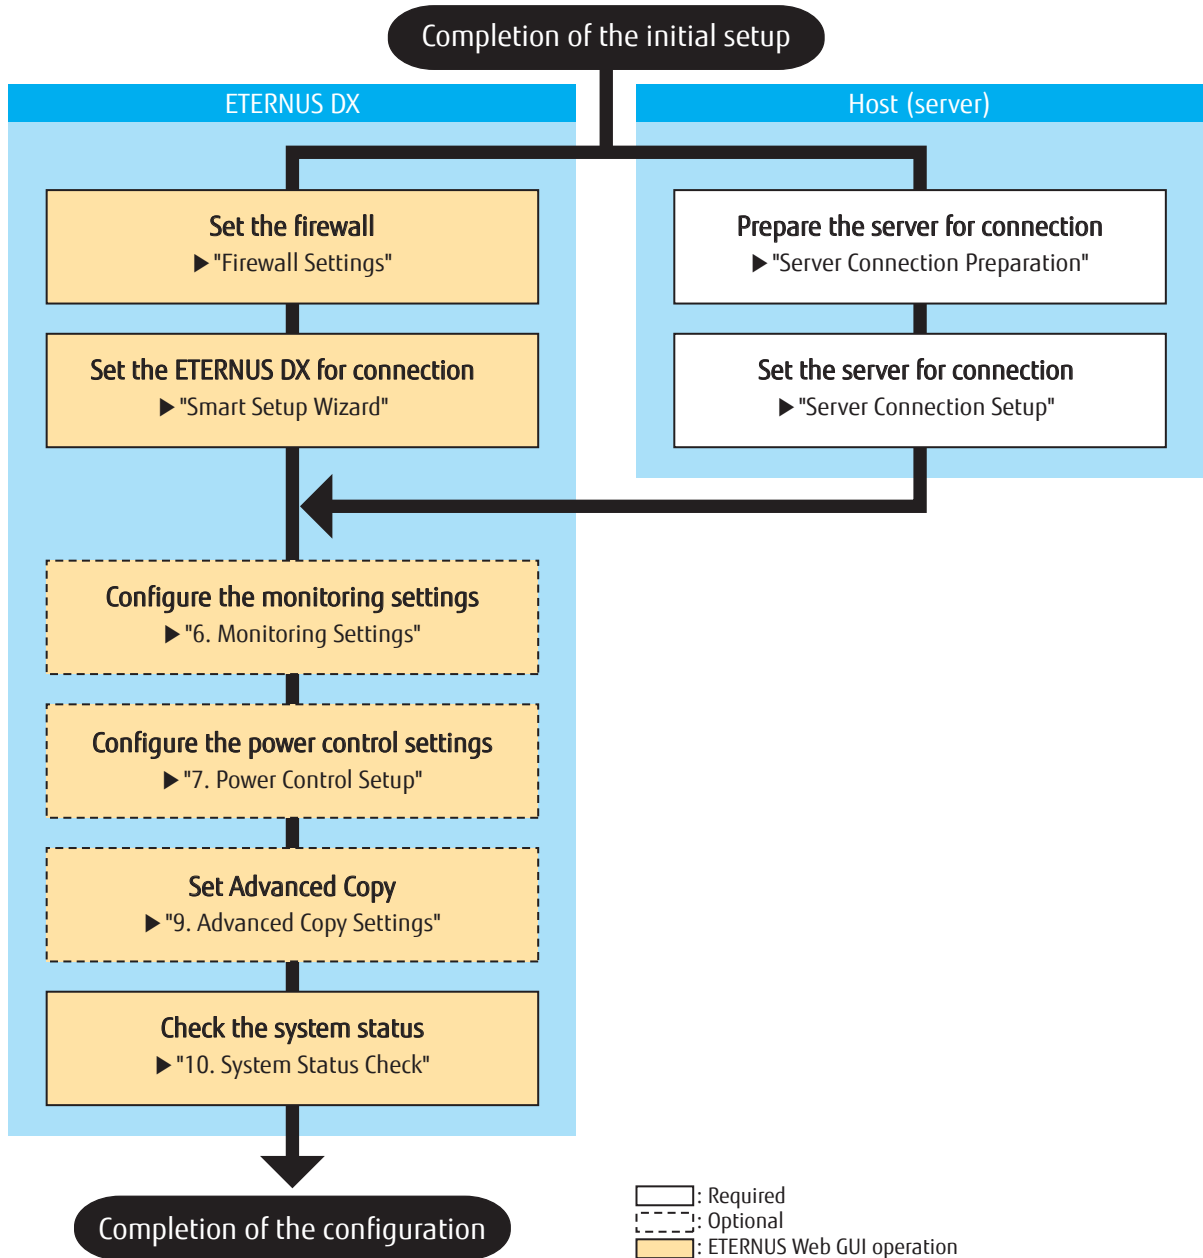 Completion of the initial setup
ETERNUS DX
Host (server)
Set the firewall
▶ "Firewall Settings"
Set the ETERNUS DX for connection
▶ "Smart Setup Wizard"
Prepare the server for connection
▶ "Server Connection Preparation"
Set the server for connection
▶ "Server Connection Setup"
Configure the monitoring settings
▶ "6. Monitoring Settings"
Configure the power control settings
▶ "7. Power Control Setup"
Set Advanced Copy
▶ "9. Advanced Copy Settings"
Check the system status
▶ "10. System Status Check"
Completion of the configuration
: Required
: Optional
: ETERNUS Web GUI operation